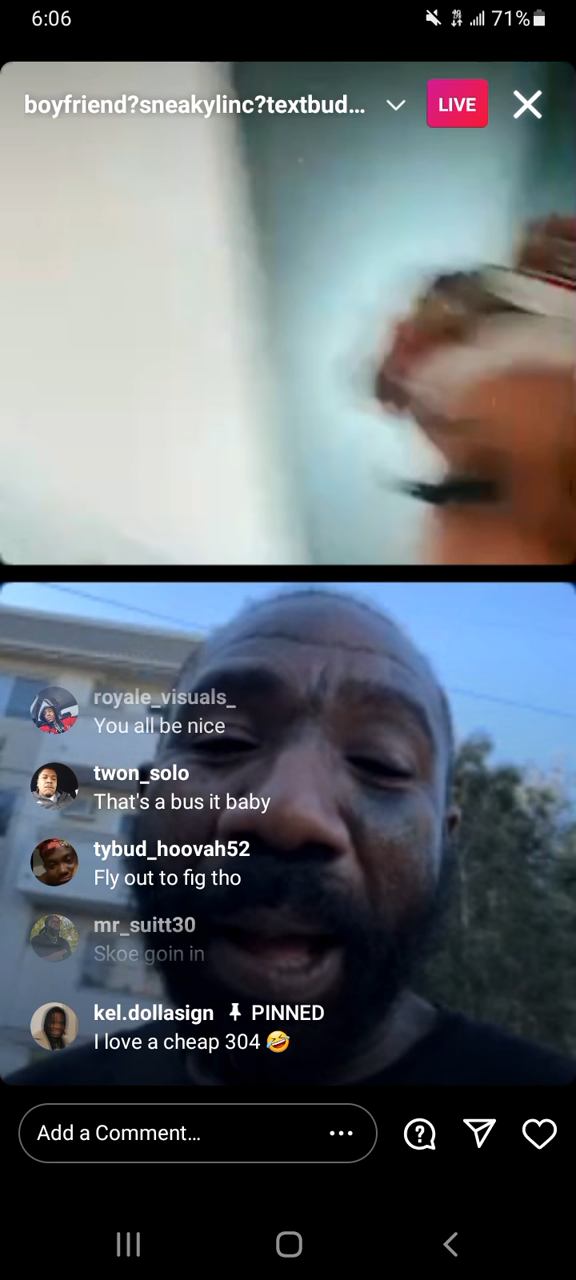 6:06
71%
boyfriend?sneakylinc?textbud...
LIVE
royale_visuals_
You all be nice
twon_solo
That's a bus it baby
tybud_hoovah52
Fly out to fig tho
mr_suitt30
Skoe goin in
kel.dollasign PINNED
I love a cheap 304 🤣
Add a Comment...